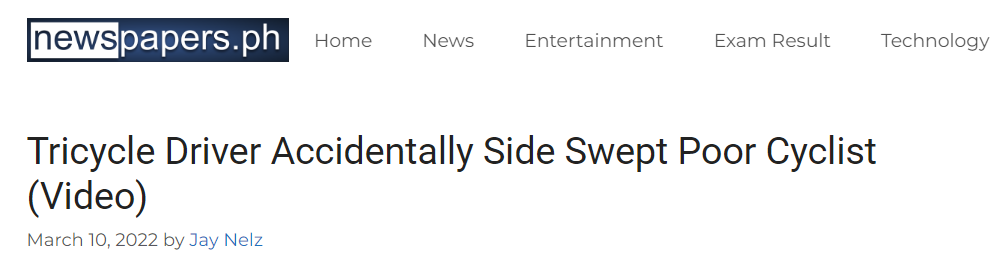 newspapers.ph Home News Entertainment Exam Result Technology
Tricycle Driver Accidentally Side Swept Poor Cyclist
(Video)
March 10, 2022 by Jay Nelz